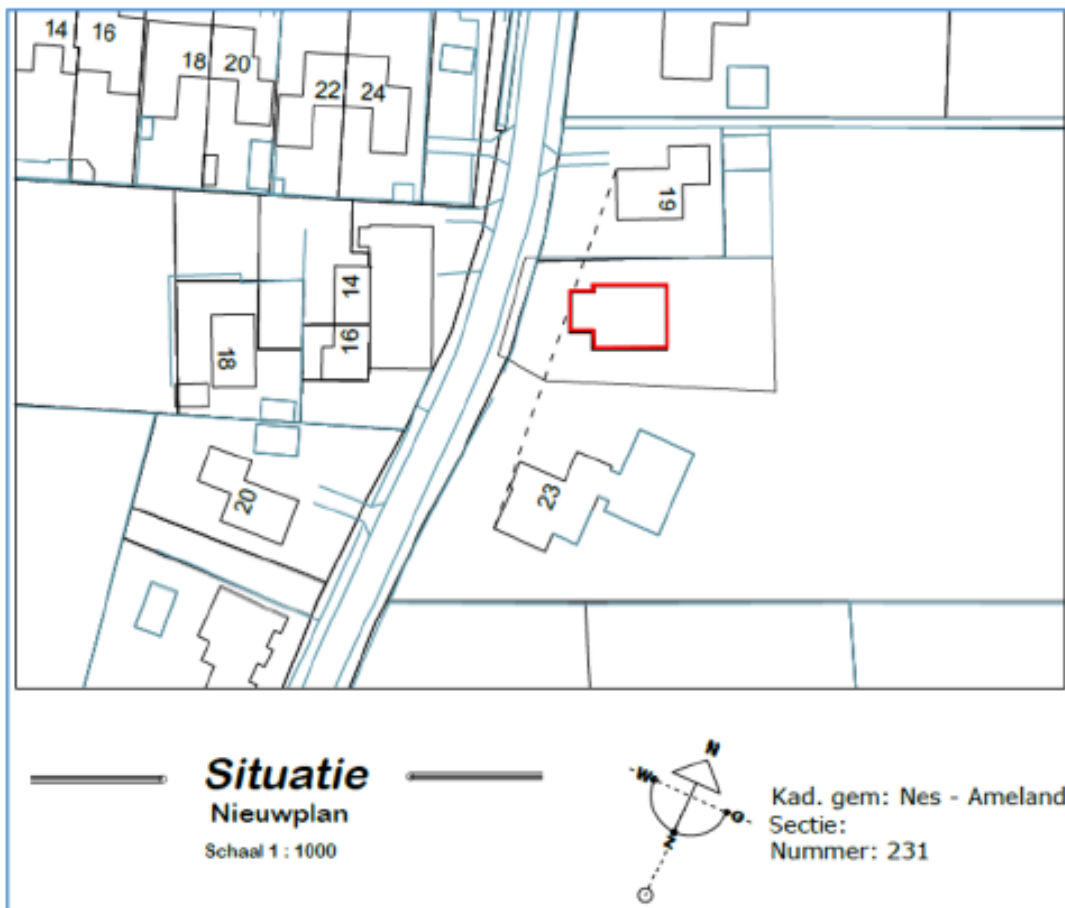 14
16
18
20
22
24
19
14
16
18
20
23
Situatie
Nieuwplan
Schaal 1 : 1000
N
W
O
Z
Kad. gem: Nes - Ameland
Sectie:
Nummer: 231